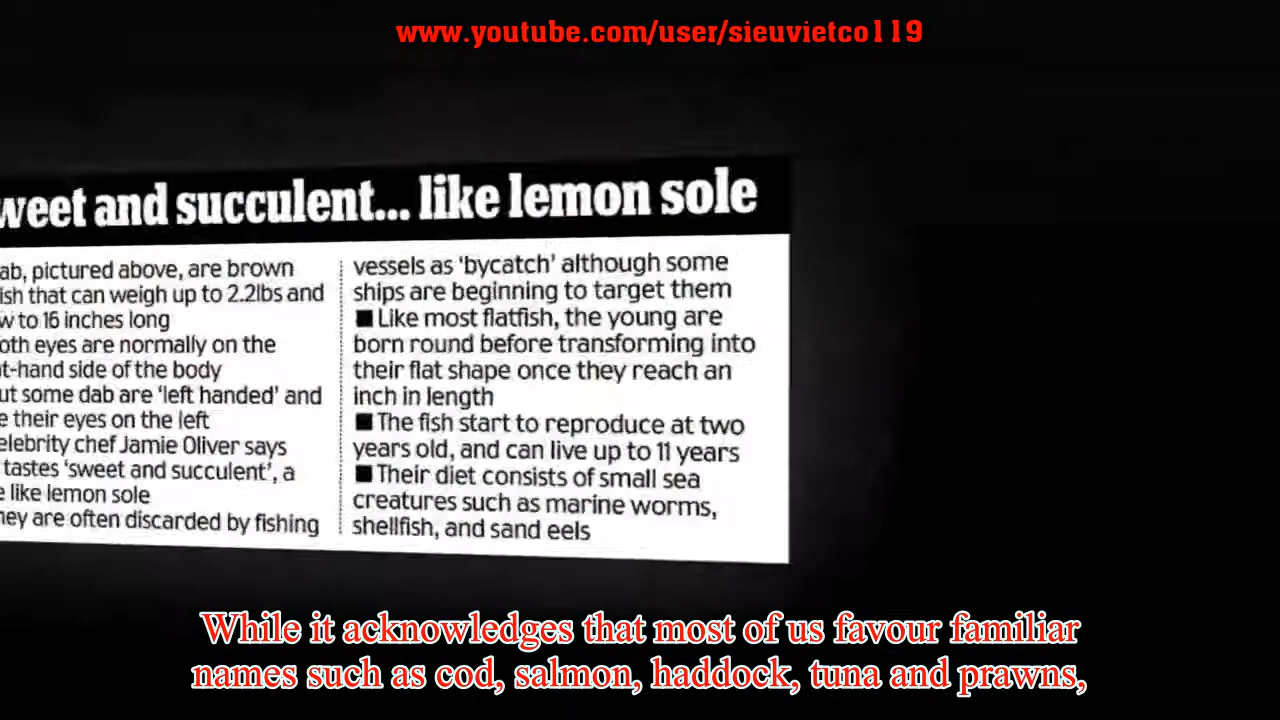 www.youtube.com/user/sieuvietco119
weet and succulent... like lemon sole
ab, pictured above, are brown
ish that can weigh up to 2.2lbs and
w to 16 inches long
oth eyes are normally on the
t-hand side of the body
ut some dab are 'left handed' and
e their eyes on the left
elebrity chef Jamie Oliver says
tastes 'sweet and succulent', a
e like lemon sole
hey are often discarded by fishing
vessels as 'bycatch' although some
ships are beginning to target them
■ Like most flatfish, the young are
born round before transforming into
their flat shape once they reach an
inch in length
■ The fish start to reproduce at two
years old, and can live up to 11 years
■ Their diet consists of small sea
creatures such as marine worms,
shellfish, and sand eels
While it acknowledges that most of us favour familiar
names such as cod, salmon, haddock, tuna and prawns,